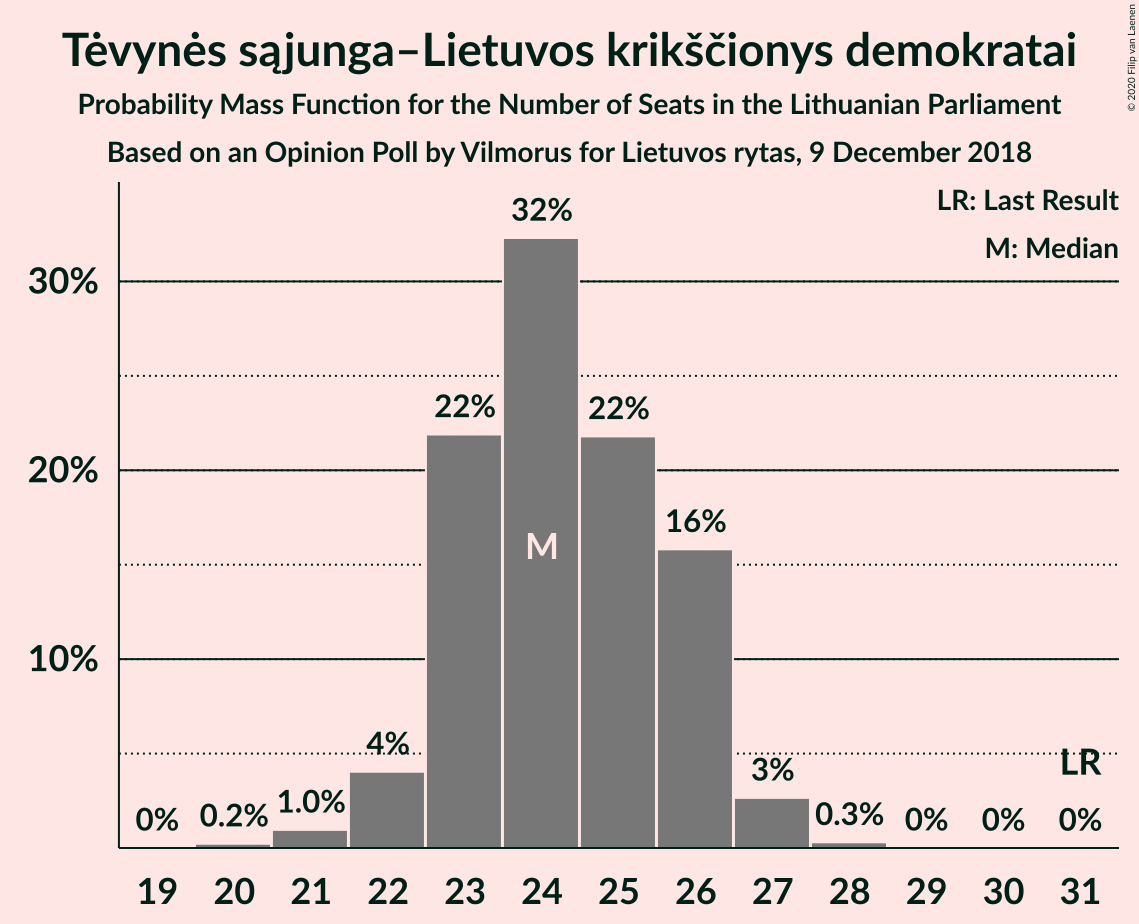 Tėvynės sąjunga–Lietuvos krikščionys demokratai
Probability Mass Function for the Number of Seats in the Lithuanian Parliament
Based on an Opinion Poll by Vilmorus for Lietuvos rytas, 9 December 2018
© 2020 Filip van Laenen
LR: Last Result
M: Median
30%
20%
10%
0%
0.2%
1.0%
4%
22%
32%
22%
16%
3%
0.3%
0%
0%
0%
M
LR
19 20 21 22 23 24 25 26 27 28 29 30 31